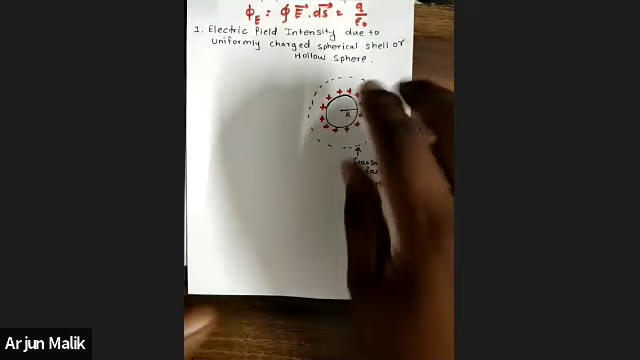 ϕE = ∮ E⃗ . ds⃗ = q/ε₀
1. Electric Field Intensity due to
uniformly charged spherical shell or
Hollow Sphere.
+ + + + + + + + + +
R
Arjun Malik